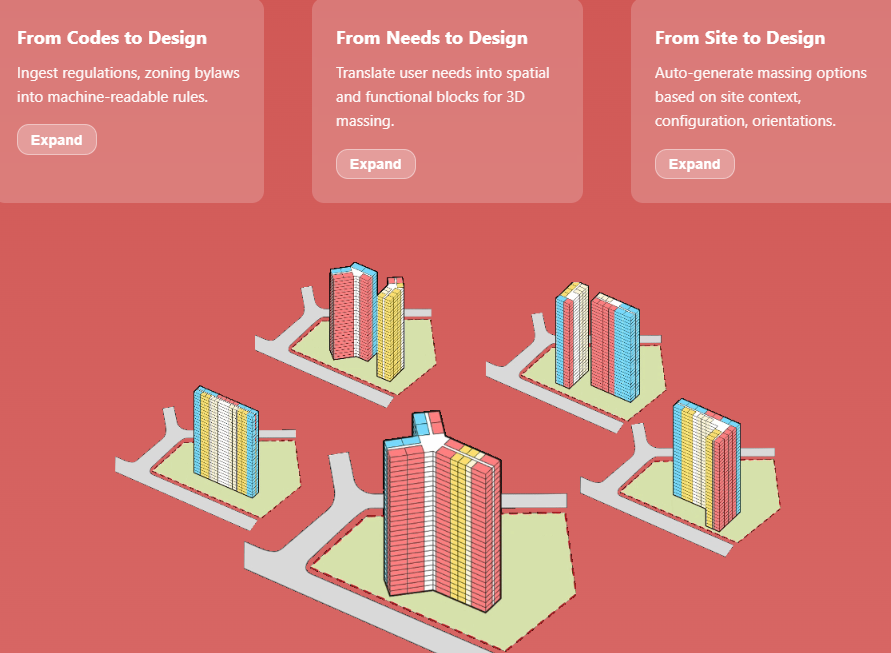 From Codes to Design
Ingest regulations, zoning bylaws
into machine-readable rules.
Expand
From Needs to Design
Translate user needs into spatial
and functional blocks for 3D
massing.
Expand
From Site to Design
Auto-generate massing options
based on site context,
configuration, orientations.
Expand